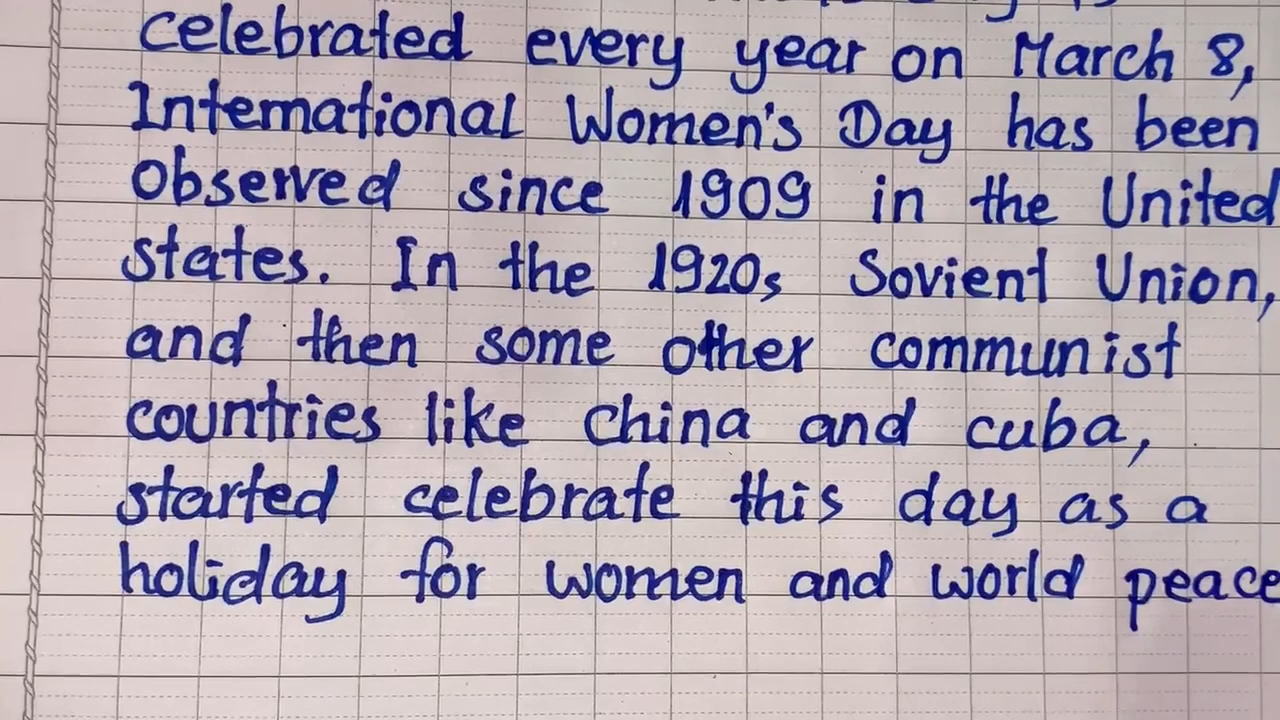 celebrated every year on March 8,
International Women's Day has been
Observed since 1909 in the United
states. In the 1920s Sovient Union,
and then some other communist
countries like China and cuba,
started celebrate this day as a
holiday for women and world peace